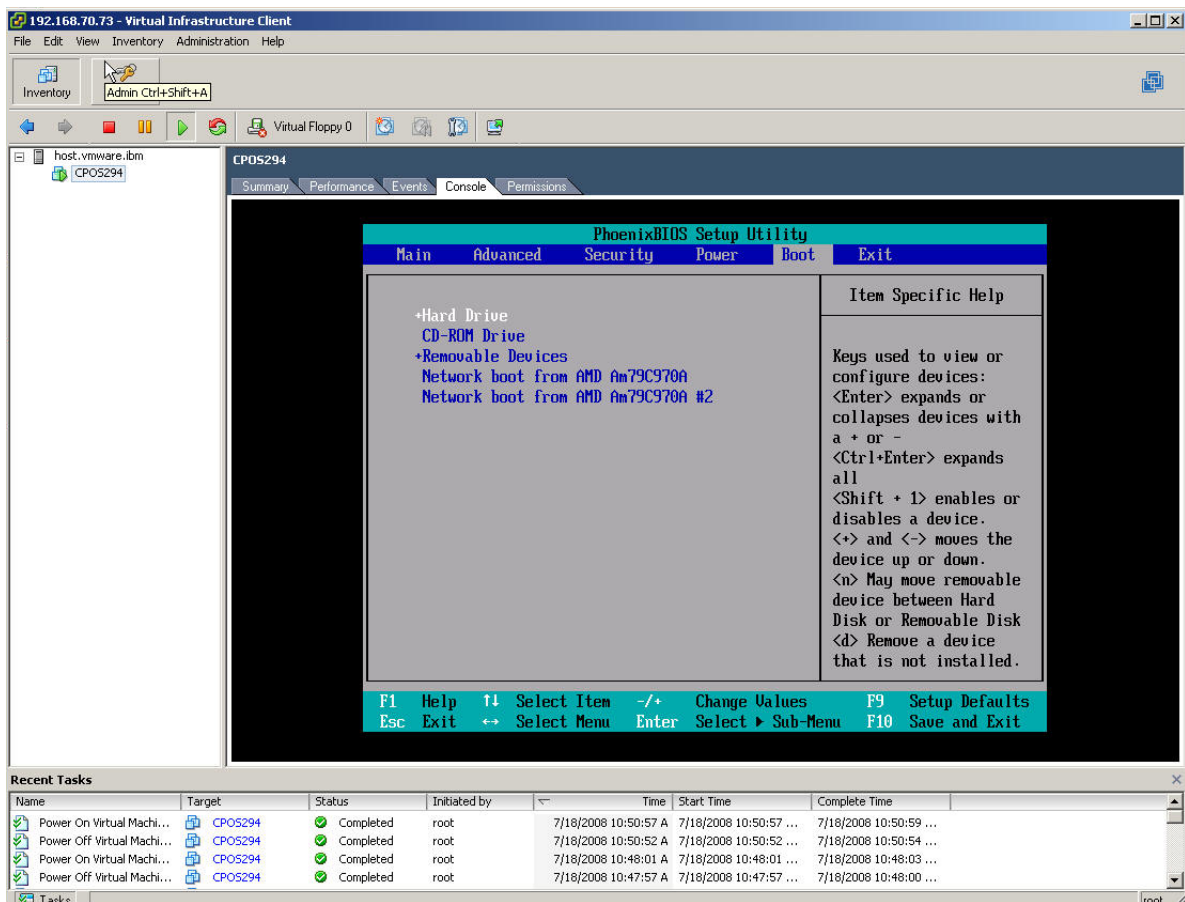 192.168.70.73 - Virtual Infrastructure Client
File Edit View Inventory Administration Help
Inventory
Admin Ctrl+Shift+A
Virtual Floppy 0
host.vmware.ibm
CPOS294
CPOS294
Summary Performance Events Console Permissions
PhoenixBIOS Setup Utility
Main Advanced Security Power Boot Exit
+Hard Drive
CD-ROM Drive
+Removable Devices
Network boot from AMD Am79C970A
Network boot from AMD Am79C970A #2
Item Specific Help
Keys used to view or
configure devices:
<Enter> expands or
collapses devices with
a + or -
<Ctrl+Enter> expands
all
<Shift + 1> enables or
disables a device.
<+> and <-> moves the
device up or down.
<n> May move removable
device between Hard
Disk or Removable Disk
<d> Remove a device
that is not installed.
F1 Help ↑↓ Select Item -/+ Change Values F9 Setup Defaults
Esc Exit ↔ Select Menu Enter Select ▶ Sub-Menu F10 Save and Exit
Recent Tasks
Name Target Status Initiated by Time Start Time Complete Time
Power On Virtual Machi... CPOS294 Completed root 7/18/2008 10:50:57 A 7/18/2008 10:50:57 ... 7/18/2008 10:50:59 ...
Power Off Virtual Machi... CPOS294 Completed root 7/18/2008 10:50:52 A 7/18/2008 10:50:52 ... 7/18/2008 10:50:54 ...
Power On Virtual Machi... CPOS294 Completed root 7/18/2008 10:48:01 A 7/18/2008 10:48:01 ... 7/18/2008 10:48:03 ...
Power Off Virtual Machi... CPOS294 Completed root 7/18/2008 10:47:57 A 7/18/2008 10:47:57 ... 7/18/2008 10:48:00 ...
Tasks root